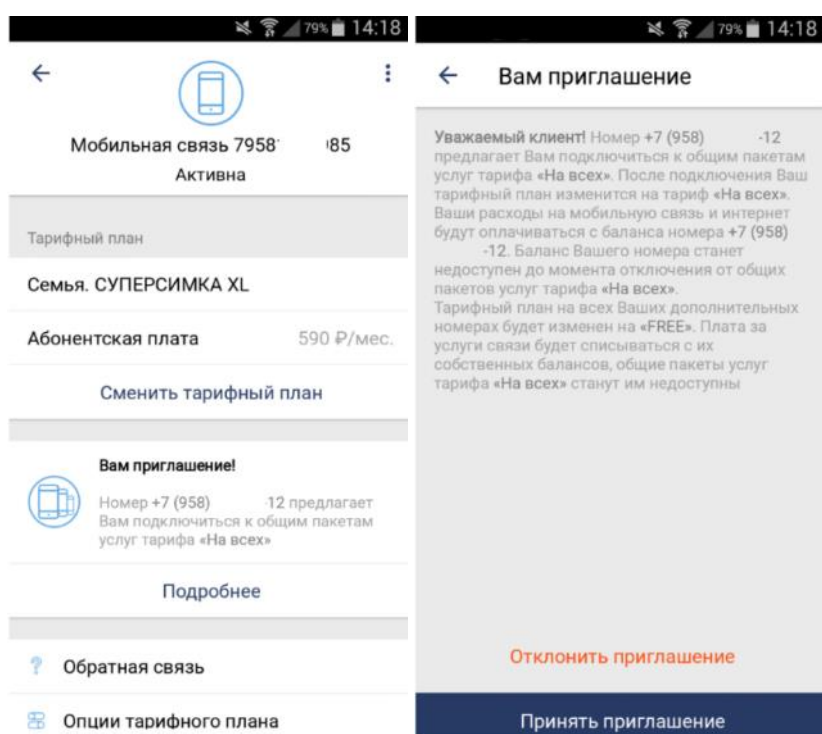 79% 14:18
Мобильная связь 7958 85
Активна
Тарифный план
Семья. СУПЕРСИМКА XL
Абонентская плата 590 ₽/мес.
Сменить тарифный план
Вам приглашение!
Номер +7 (958) -12 предлагает
Вам подключиться к общим пакетам
услуг тарифа «На всех»
Подробнее
Обратная связь
Опции тарифного плана
79% 14:18
Вам приглашение
Уважаемый клиент! Номер +7 (958) -12
предлагает Вам подключиться к общим пакетам
услуг тарифа «На всех». После подключения Ваш
тарифный план изменится на тариф «На всех».
Ваши расходы на мобильную связь и интернет
будут оплачиваться с баланса номера +7 (958)
-12. Баланс Вашего номера станет
недоступен до момента отключения от общих
пакетов услуг тарифа «На всех».
Тарифный план на всех Ваших дополнительных
номерах будет изменен на «FREE». Плата за
услуги связи будет списываться с их
собственных балансов, общие пакеты услуг
тарифа «На всех» станут им недоступны
Отклонить приглашение
Принять приглашение